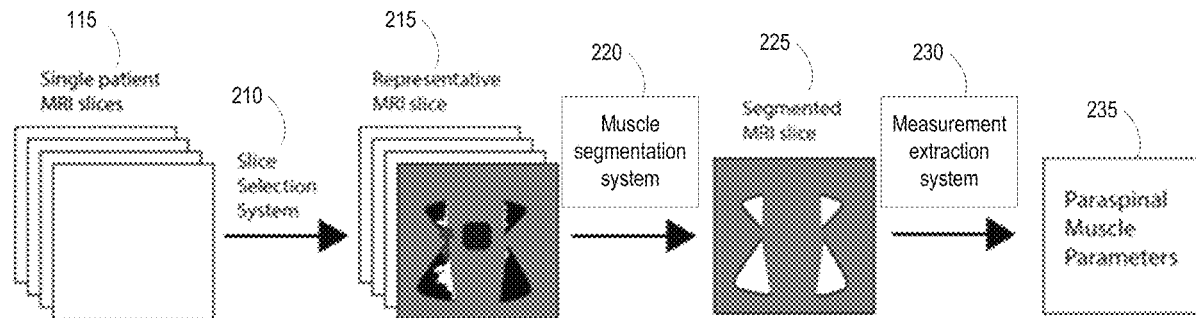 115
Single patient
MRI slices
210
Slice
Selection
System
215
Representative
MRI slice
220
Muscle
segmentation
system
225
Segmented
MRI slice
230
Measurement
extraction
system
235
Paraspinal
Muscle
Parameters